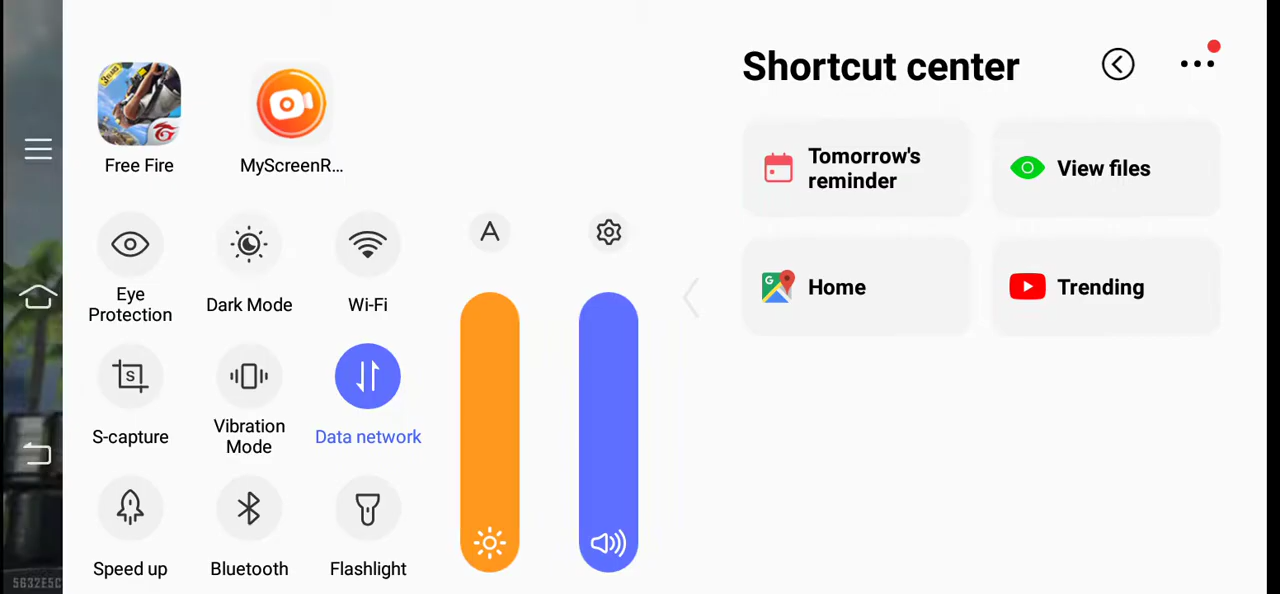 Free Fire
MyScreenR...
Eye
Protection
Dark Mode
Wi-Fi
A
S
S-capture
Vibration
Mode
Data network
Speed up
Bluetooth
Flashlight
Shortcut center
Tomorrow's
reminder
View files
G
Home
Trending